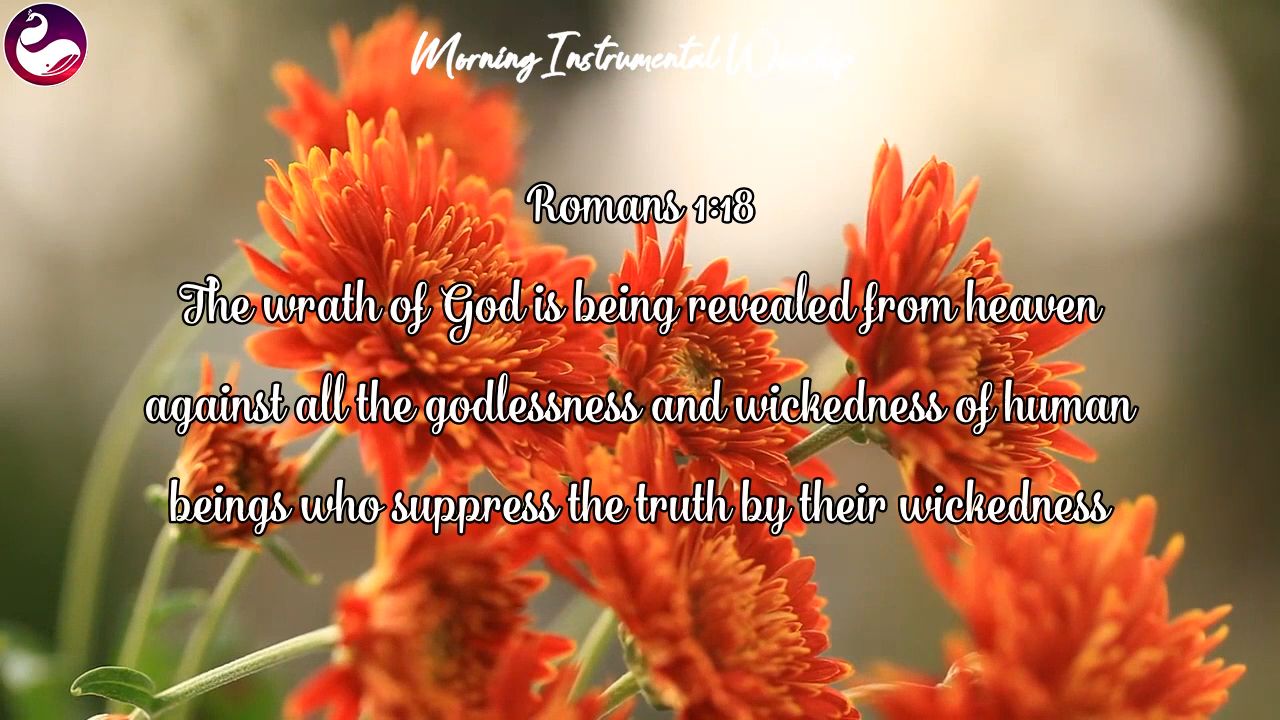 Morning Instrumental Worship
Romans 1:18
The wrath of God is being revealed from heaven
against all the godlessness and wickedness of human
beings who suppress the truth by their wickedness